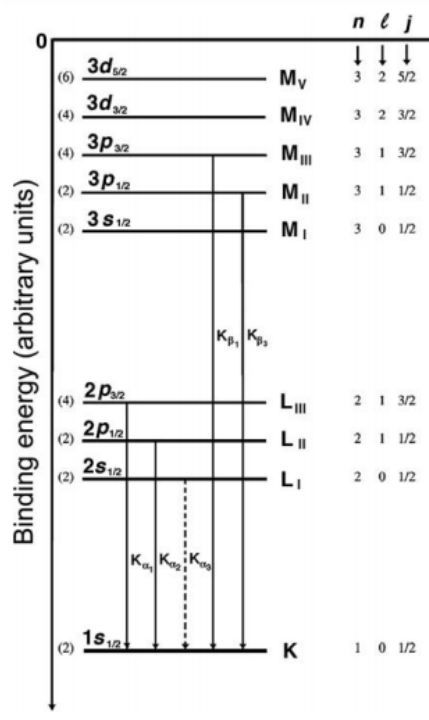 n ℓ j
0
(6) 3d5/2 MV 3 2 5/2
(4) 3d3/2 MIV 3 2 3/2
(4) 3p3/2 MIII 3 1 3/2
(2) 3p1/2 MII 3 1 1/2
(2) 3s1/2 MI 3 0 1/2
Kβ1 Kβ3
(4) 2p3/2 LIII 2 1 3/2
(2) 2p1/2 LII 2 1 1/2
(2) 2s1/2 LI 2 0 1/2
Kα1 Kα2 Kα3
(2) 1s1/2 K 1 0 1/2
Binding energy (arbitrary units)